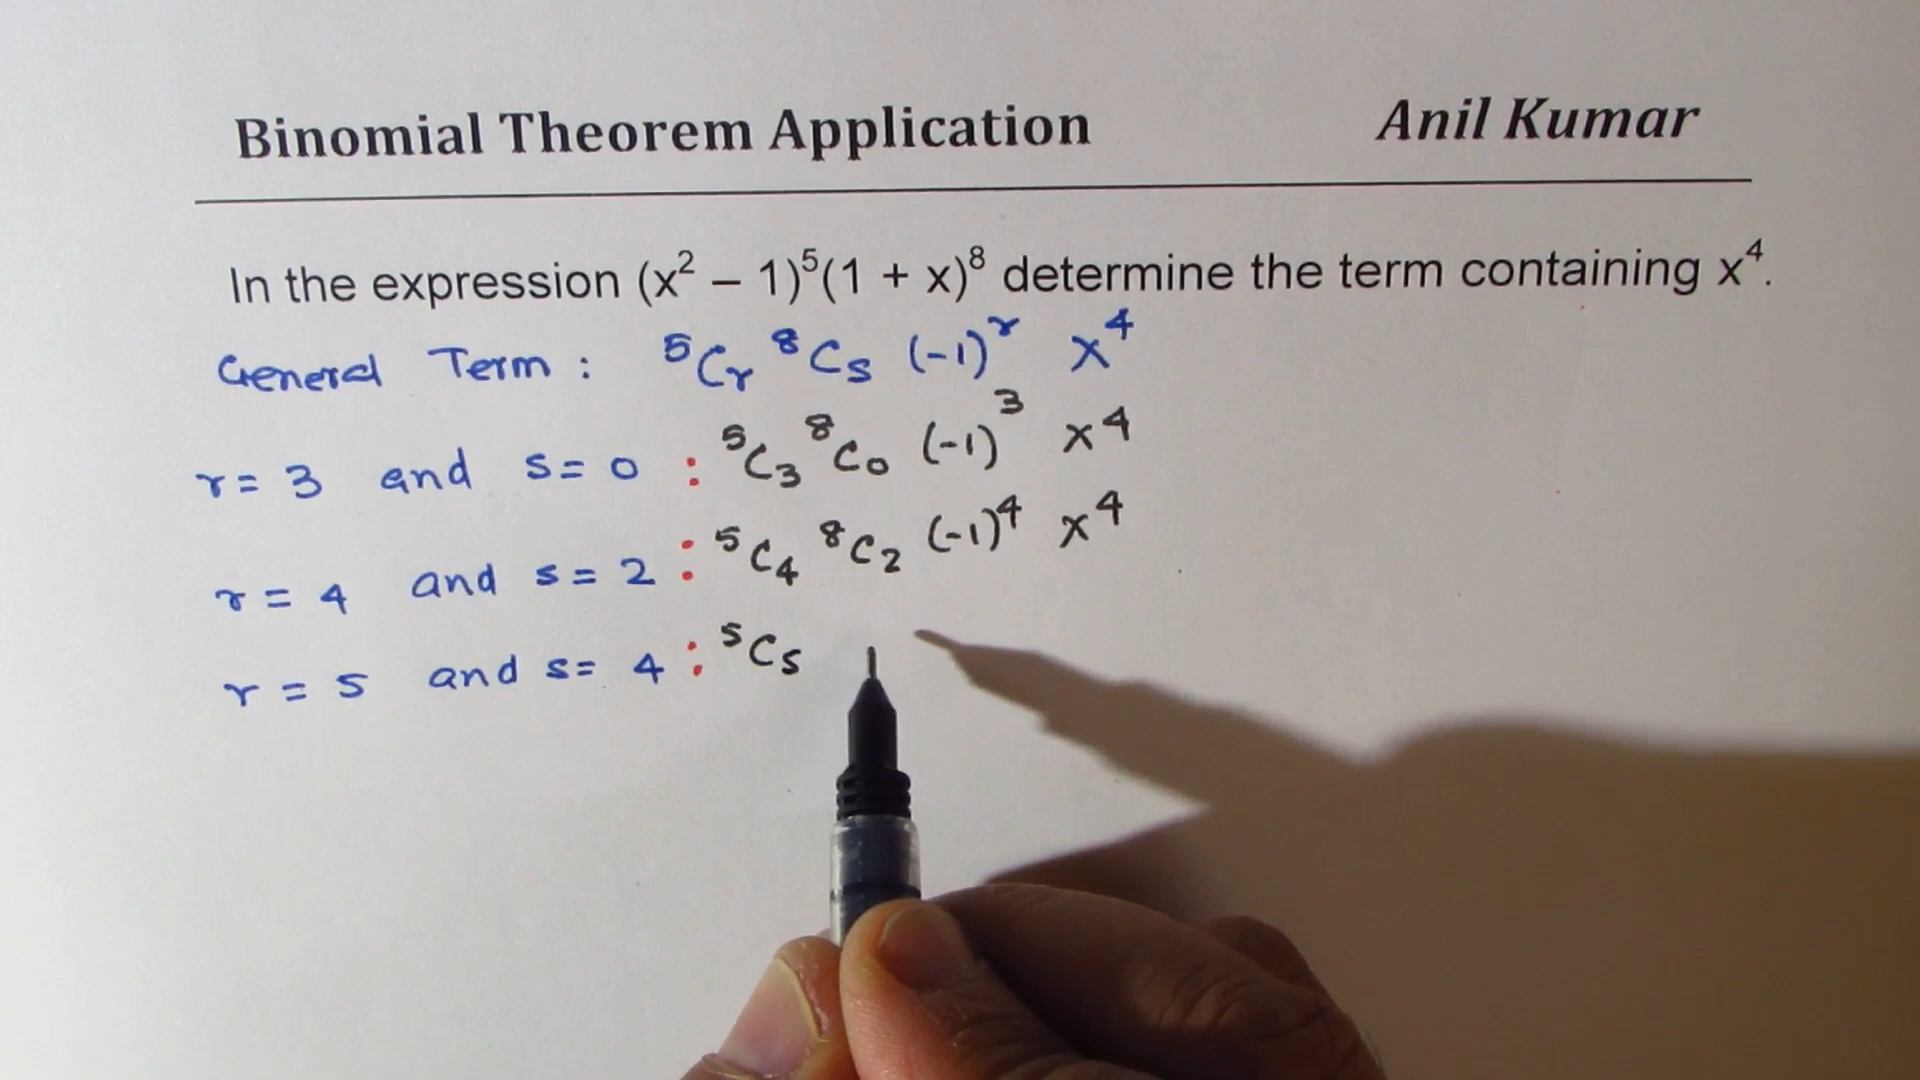 Binomial Theorem Application Anil Kumar
In the expression (x² – 1)⁵(1 + x)⁸ determine the term containing x⁴.
General Term : ⁵Cᵣ ⁸Cₛ (-1)ʳ x⁴
r = 3 and s = 0 : ⁵C₃ ⁸C₀ (-1)³ x⁴
r = 4 and s = 2 : ⁵C₄ ⁸C₂ (-1)⁴ x⁴
r = 5 and s = 4 : ⁵C₅